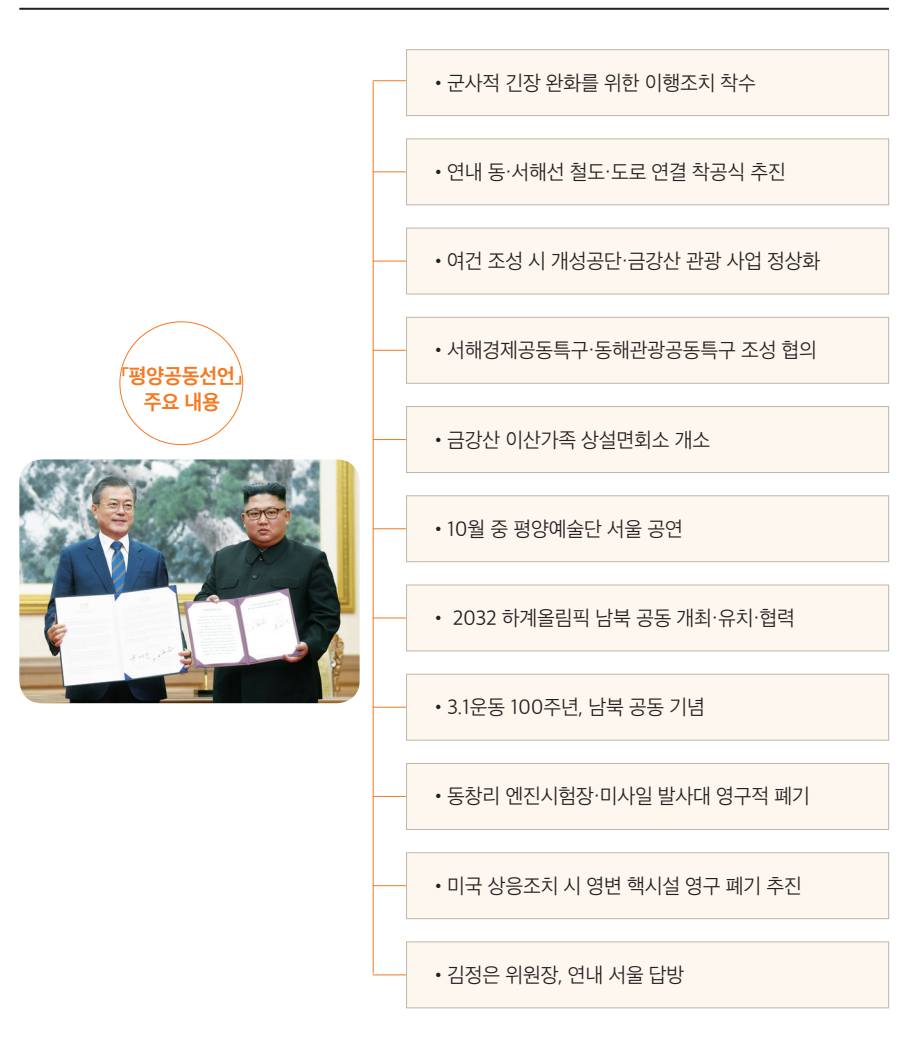 「평양공동선언」
주요 내용
• 군사적 긴장 완화를 위한 이행조치 착수
• 연내 동·서해선 철도·도로 연결 착공식 추진
• 여건 조성 시 개성공단·금강산 관광 사업 정상화
• 서해경제공동특구·동해관광공동특구 조성 협의
• 금강산 이산가족 상설면회소 개소
• 10월 중 평양예술단 서울 공연
• 2032 하계올림픽 남북 공동 개최·유치·협력
• 3.1운동 100주년, 남북 공동 기념
• 동창리 엔진시험장·미사일 발사대 영구적 폐기
• 미국 상응조치 시 영변 핵시설 영구 폐기 추진
• 김정은 위원장, 연내 서울 답방